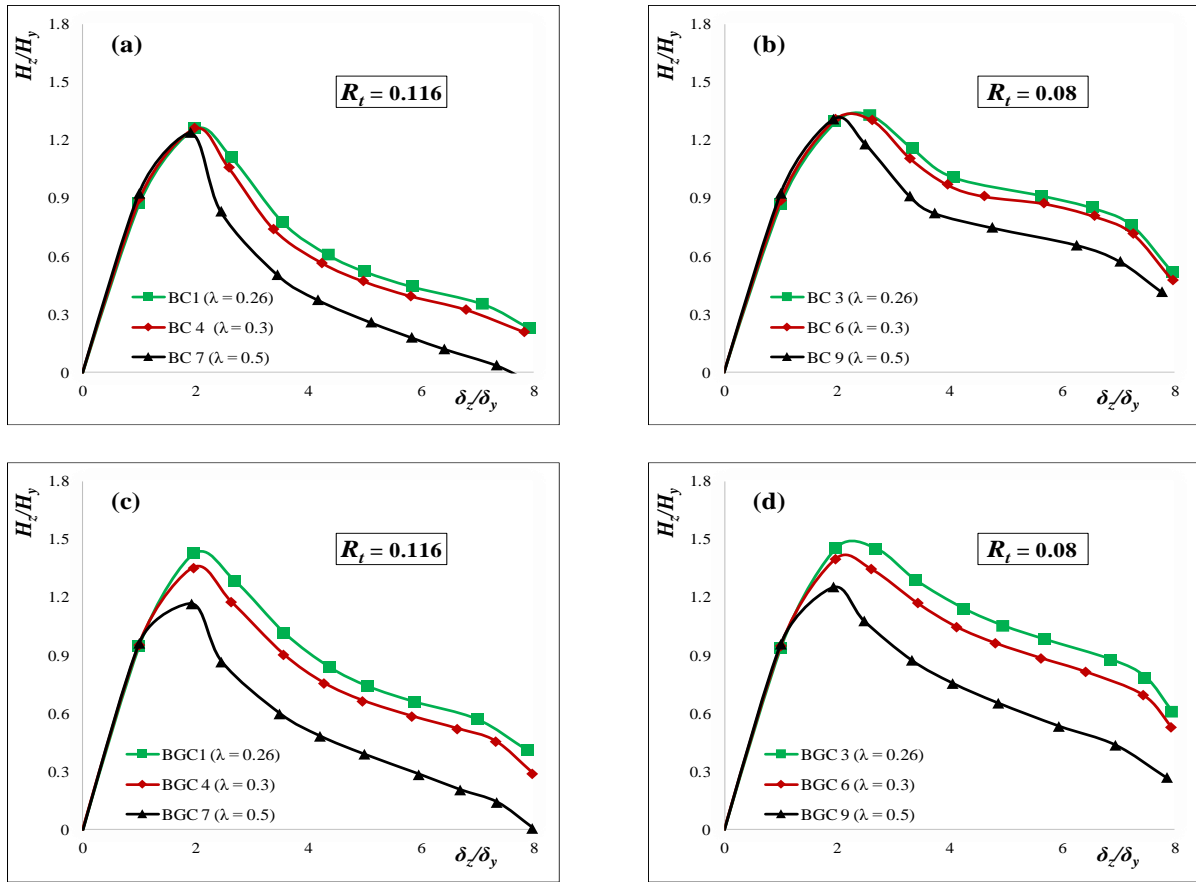 1.8
(a)
H_z/H_y
1.5
R_t = 0.116
1.2
0.9
0.6
0.3
BC1 (λ = 0.26)
BC 4 (λ = 0.3)
BC 7 (λ = 0.5)
0
0 2 4 6 8
δ_z/δ_y
1.8
(b)
H_z/H_y
1.5
R_t = 0.08
1.2
0.9
0.6
0.3
BC 3 (λ = 0.26)
BC 6 (λ = 0.3)
BC 9 (λ = 0.5)
0
0 2 4 6 8
δ_z/δ_y
1.8
(c)
H_z/H_y
1.5
R_t = 0.116
1.2
0.9
0.6
0.3
BGC1 (λ = 0.26)
BGC 4 (λ = 0.3)
BGC 7 (λ = 0.5)
0
0 2 4 6 8
δ_z/δ_y
1.8
(d)
H_z/H_y
1.5
R_t = 0.08
1.2
0.9
0.6
0.3
BGC 3 (λ = 0.26)
BGC 6 (λ = 0.3)
BGC 9 (λ = 0.5)
0
0 2 4 6 8
δ_z/δ_y